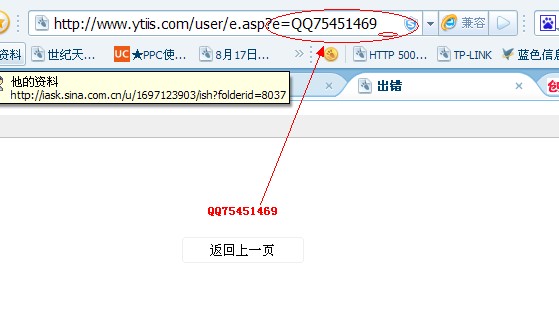 http://www.ytiis.com/user/e.asp?e=QQ75451469
兼容
资料
世纪天...
UC ★PPC使...
8月17日...
»
HTTP 500...
TP-LINK
蓝色信息
他的资料
http://iask.sina.com.cn/u/1697123903/ish?folderid=8037
出错
QQ75451469
返回上一页